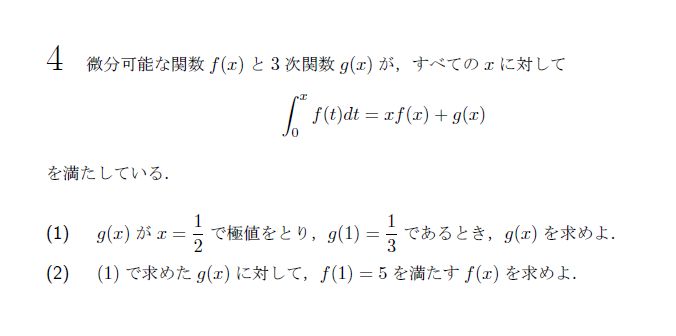 4 微分可能な関数 f(x) と 3 次関数 g(x) が，すべての x に対して
∫₀ˣ f(t)dt = xf(x) + g(x)
を満たしている．
(1) g(x) が x = 1/2 で極値をとり，g(1) = 1/3 であるとき，g(x) を求めよ．
(2) (1) で求めた g(x) に対して，f(1) = 5 を満たす f(x) を求めよ．